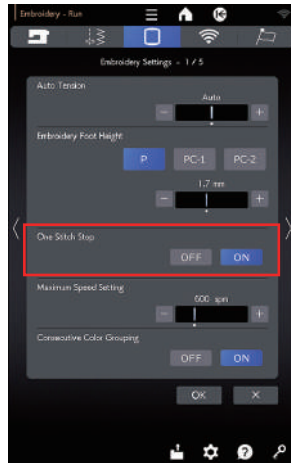 Embroidery - Run
Embroidery Settings - 1 / 5
Auto Tension
Auto
− +
Embroidery Foot Height
P PC-1 PC-2
1.7 mm
− +
One Stitch Stop
OFF ON
Maximum Speed Setting
600 spm
− +
Consecutive Color Grouping
OFF ON
OK ×